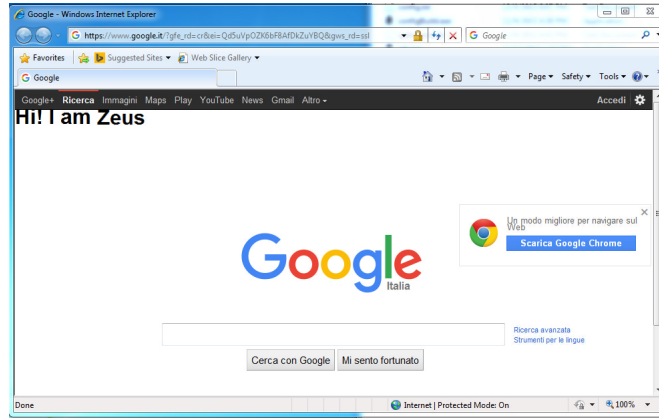 Google - Windows Internet Explorer
https://www.google.it/?gfe_rd=cr&ei=Qd5uVpOZK6bF8AfDkZuYBQ&gws_rd=ssl
Google
Favorites Suggested Sites Web Slice Gallery
Google Page Safety Tools
Google+ Ricerca Immagini Maps Play YouTube News Gmail Altro Accedi
Hi! I am Zeus
Un modo migliore per navigare sul
Web
Scarica Google Chrome
Google
Italia
Ricerca avanzata
Strumenti per le lingue
Cerca con Google Mi sento fortunato
Done Internet | Protected Mode: On 100%